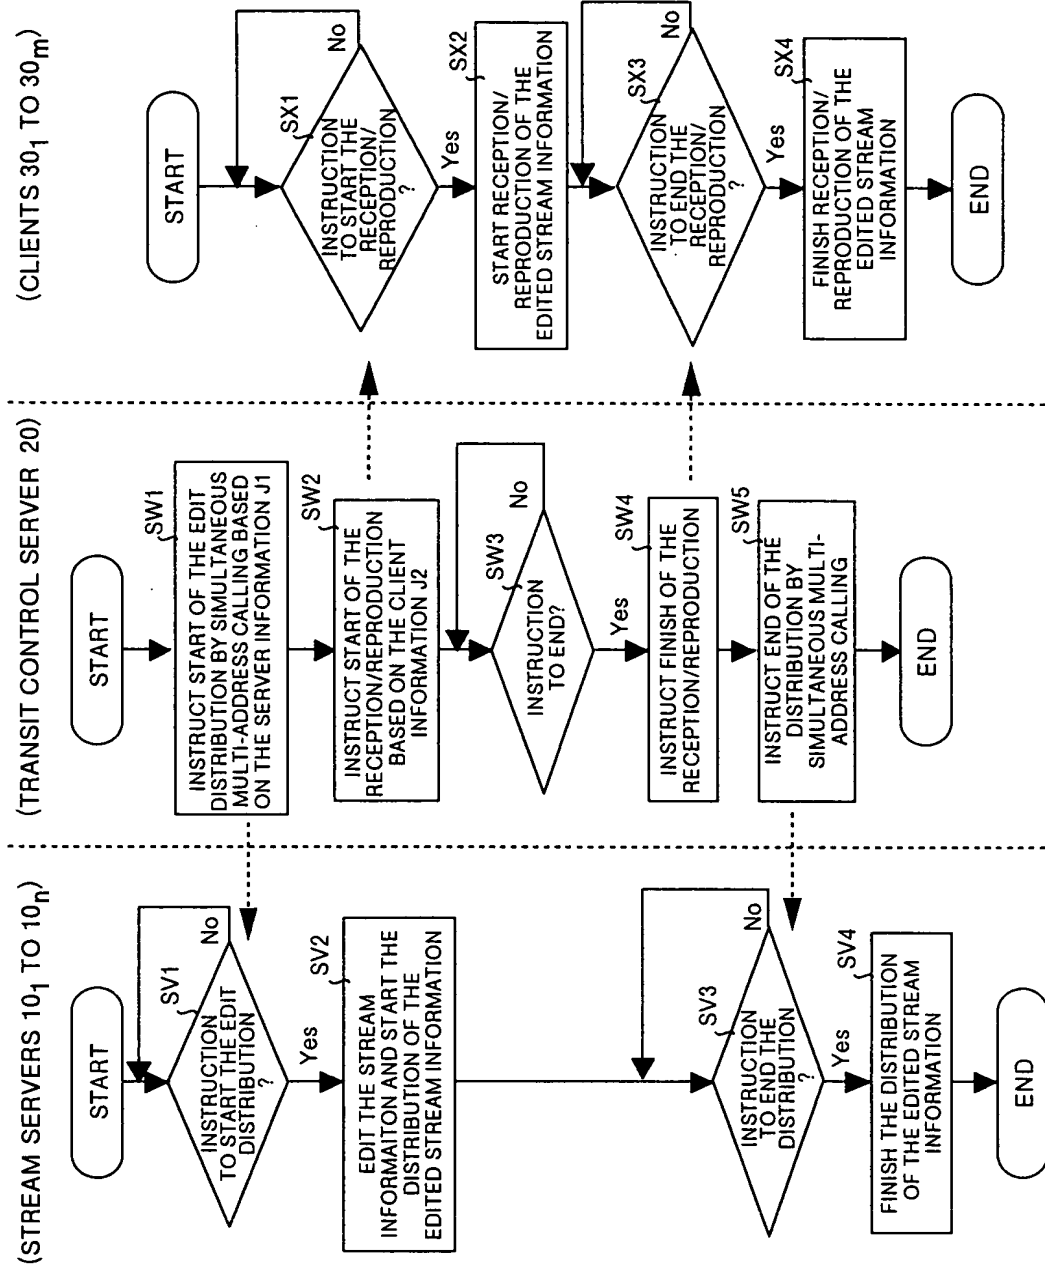 (STREAM SERVERS 10₁ TO 10ₙ)
START
SV1
INSTRUCTION
TO START THE EDIT
DISTRIBUTION
?
No
Yes
SV2
EDIT THE STREAM
INFORMAITON AND START THE
DISTRIBUTION OF THE
EDITED STREAM INFORMATION
SV3
INSTRUCTION
TO END THE
DISTRIBUTION
?
No
Yes
SV4
FINISH THE DISTRIBUTION
OF THE EDITED STREAM
INFORMATION
END
(TRANSIT CONTROL SERVER 20)
START
SW1
INSTRUCT START OF THE EDIT
DISTRIBUTION BY SIMULTANEOUS
MULTI-ADDRESS CALLING BASED
ON THE SERVER INFORMATION J1
SW2
INSTRUCT START OF THE
RECEPTION/REPRODUCTION
BASED ON THE CLIENT
INFORMATION J2
SW3
INSTRUCTION
TO END?
No
Yes
SW4
INSTRUCT FINISH OF THE
RECEPTION/REPRODUCTION
SW5
INSTRUCT END OF THE
DISTRIBUTION BY
SIMULTANEOUS MULTI-
ADDRESS CALLING
END
(CLIENTS 30₁ TO 30ₘ)
START
SX1
INSTRUCTION
TO START THE
RECEPTION/
REPRODUCTION
?
No
Yes
SX2
START RECEPTION/
REPRODUCTION OF THE
EDITED STREAM INFORMATION
SX3
INSTRUCTION
TO END THE
RECEPTION/
REPRODUCTION
?
No
Yes
SX4
FINISH RECEPTION/
REPRODUCTION OF THE
EDITED STREAM
INFORMATION
END